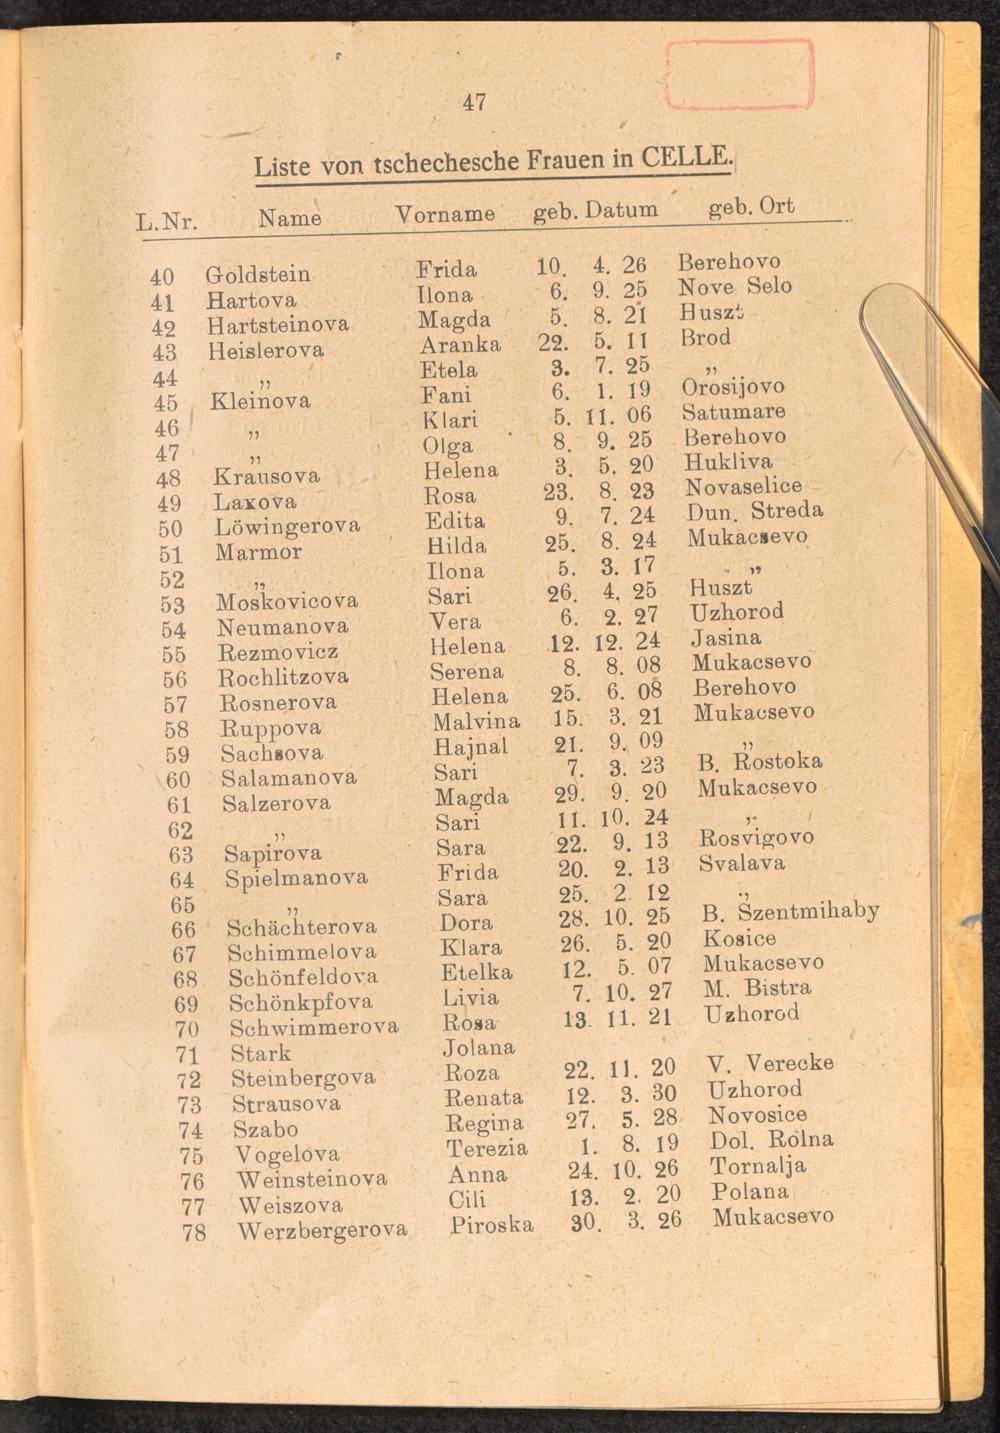 47
Liste von tschechesche Frauen in CELLE.
L.Nr. Name Vorname geb. Datum geb. Ort
40 Goldstein Frida 10. 4. 26 Berehovo
41 Hartova Ilona 6. 9. 25 Nove Selo
42 Hartsteinova Magda 5. 8. 21 Huszt
43 Heislerova Aranka 22. 5. 11 Brod
44 „ Etela 3. 7. 25 „
45 Kleinova Fani 6. 1. 19 Orosijovo
46 „ Klari 5. 11. 06 Satumare
47 „ Olga 8. 9. 25 Berehovo
48 Krausova Helena 3. 5. 20 Hukliva
49 Laxova Rosa 23. 8. 23 Novaselice
50 Löwingerova Edita 9. 7. 24 Dun. Streda
51 Marmor Hilda 25. 8. 24 Mukacsevo
52 „ Ilona 5. 3. 17 „
53 Moskovicova Sari 26. 4. 25 Huszt
54 Neumanova Vera 6. 2. 27 Uzhorod
55 Rezmovicz Helena 12. 12. 24 Jasina
56 Rochlitzova Serena 8. 8. 08 Mukacsevo
57 Rosnerova Helena 25. 6. 08 Berehovo
58 Ruppova Malvina 15. 3. 21 Mukacsevo
59 Sachsova Hajnal 21. 9. 09 „
60 Salamanova Sari 7. 3. 23 B. Rostoka
61 Salzerova Magda 29. 9. 20 Mukacsevo
62 „ Sari 11. 10. 24 „
63 Sapirova Sara 22. 9. 13 Rosvigovo
64 Spielmanova Frida 20. 2. 13 Svalava
65 „ Sara 25. 2. 12 „
66 Schächterova Dora 28. 10. 25 B. Szentmihaby
67 Schimmelova Klara 26. 5. 20 Kosice
68 Schönfeldova Etelka 12. 5. 07 Mukacsevo
69 Schönkpfova Livia 7. 10. 27 M. Bistra
70 Schwimmerova Rosa 13. 11. 21 Uzhorod
71 Stark Jolana
72 Steinbergova Roza 22. 11. 20 V. Verecke
73 Strausova Renata 12. 3. 30 Uzhorod
74 Szabo Regina 27. 5. 28 Novosice
75 Vogelova Terezia 1. 8. 19 Dol. Rolna
76 Weinsteinova Anna 24. 10. 26 Tornalja
77 Weiszova Cili 13. 2. 20 Polana
78 Werzbergerova Piroska 30. 3. 26 Mukacsevo